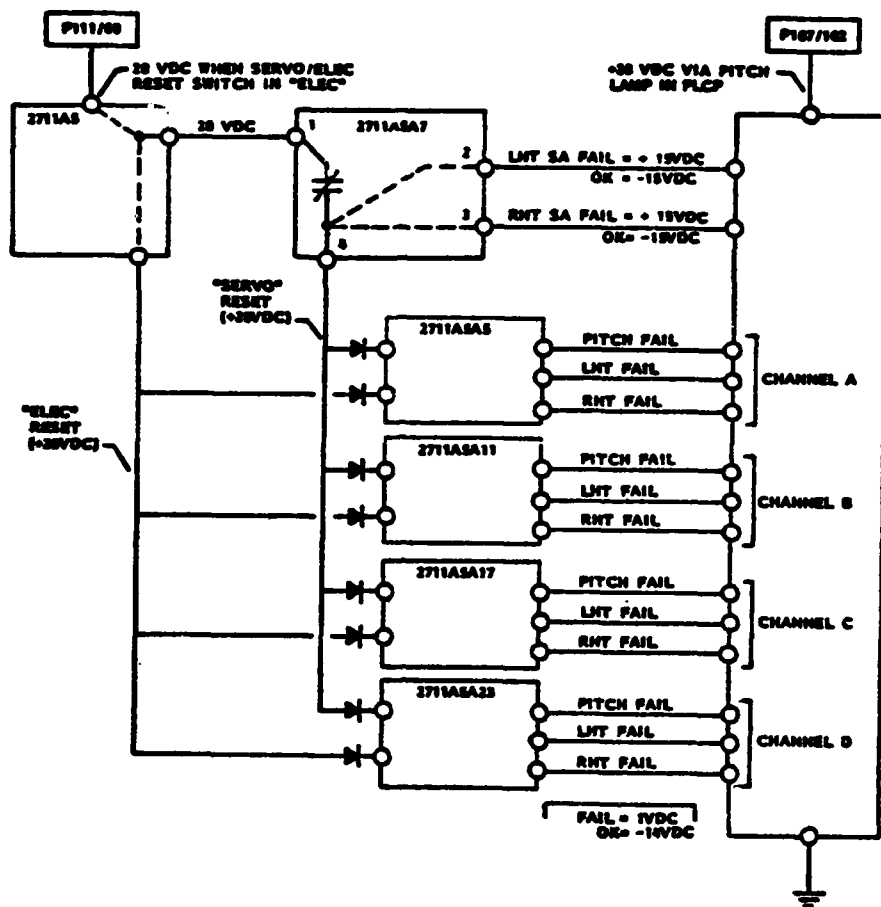 P111/60
P107/102
28 VDC WHEN SERVO/ELEC
RESET SWITCH IN "ELEC"
+28 VDC VIA PITCH
LAMP IN FLCP
2711A5
28 VDC
1
2711A5A7
2
LHT SA FAIL = + 15VDC
OK = -15VDC
3
RHT SA FAIL = + 15VDC
OK= -15VDC
4
"SERVO"
RESET
(+28VDC)
2711A5A5
PITCH FAIL
LHT FAIL
RHT FAIL
CHANNEL A
"ELEC"
RESET
(+28VDC)
2711A5A11
PITCH FAIL
LHT FAIL
RHT FAIL
CHANNEL B
2711A5A17
PITCH FAIL
LHT FAIL
RHT FAIL
CHANNEL C
2711A5A23
PITCH FAIL
LHT FAIL
RHT FAIL
CHANNEL D
FAIL = 1VDC
OK= -14VDC